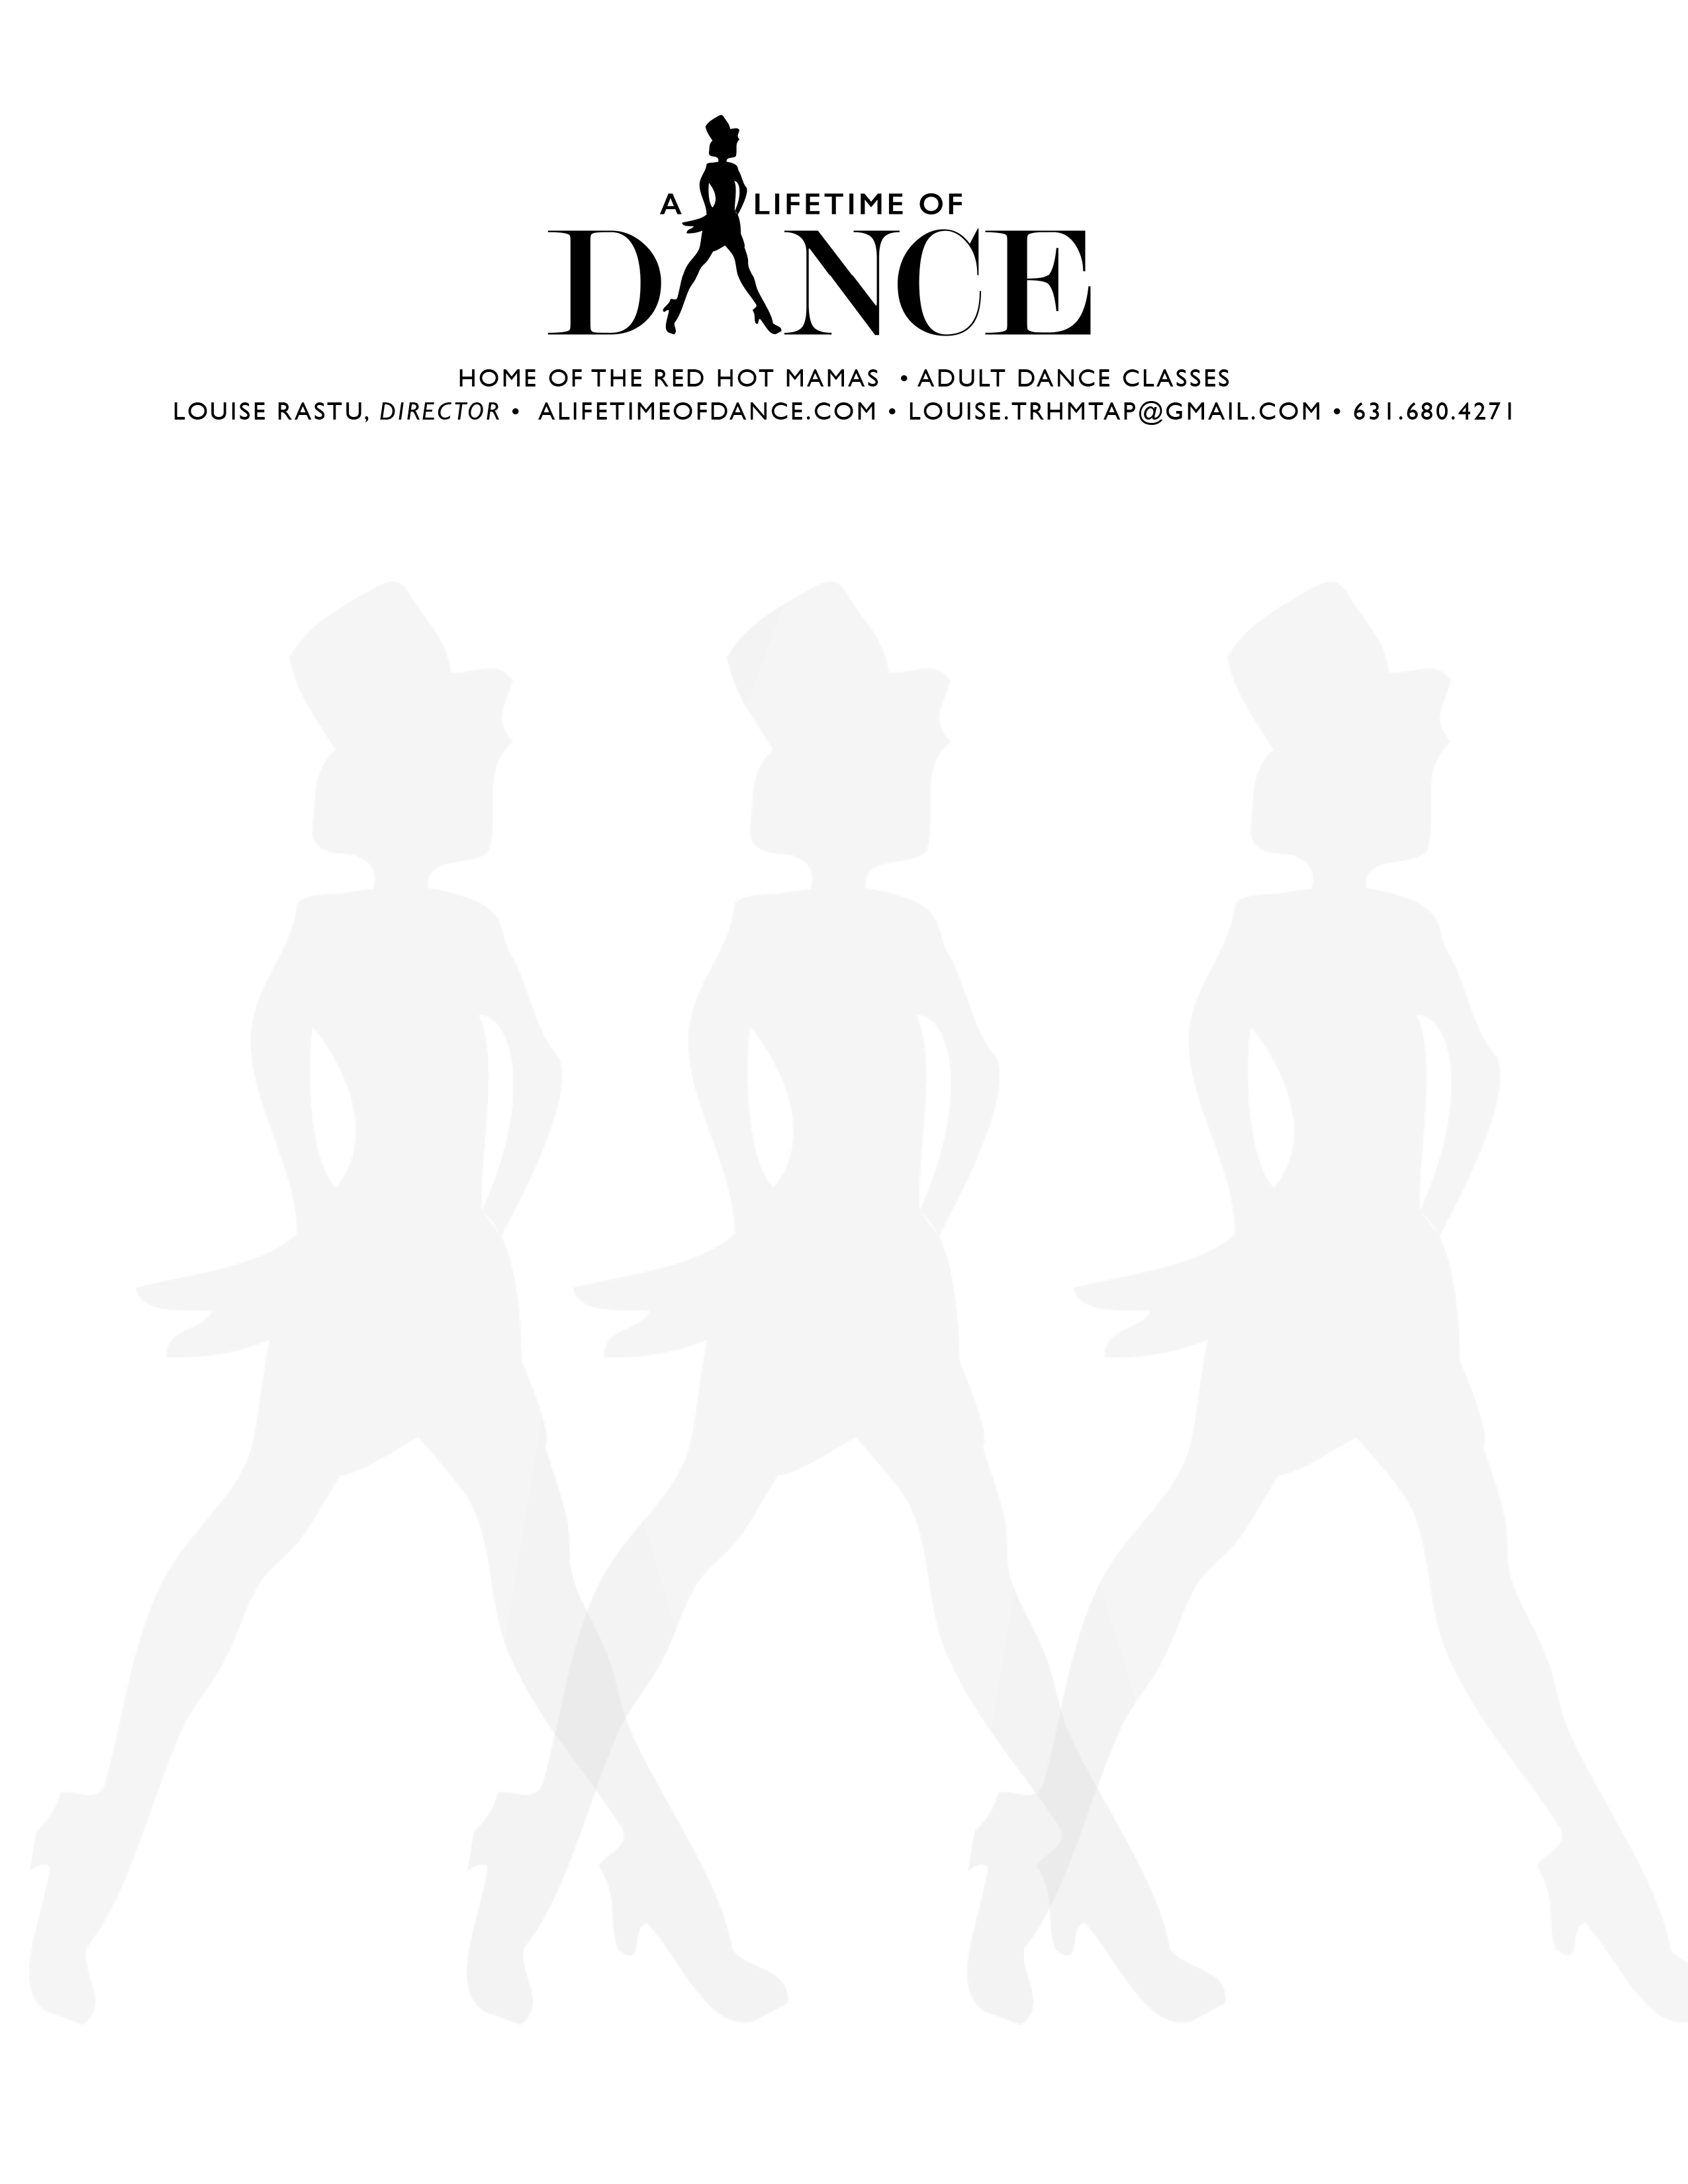 A LIFETIME OF
DANCE
HOME OF THE RED HOT MAMAS • ADULT DANCE CLASSES
LOUISE RASTU, DIRECTOR • ALIFETIMEOFDANCE.COM • LOUISE.TRHMTAP@GMAIL.COM • 631.680.4271